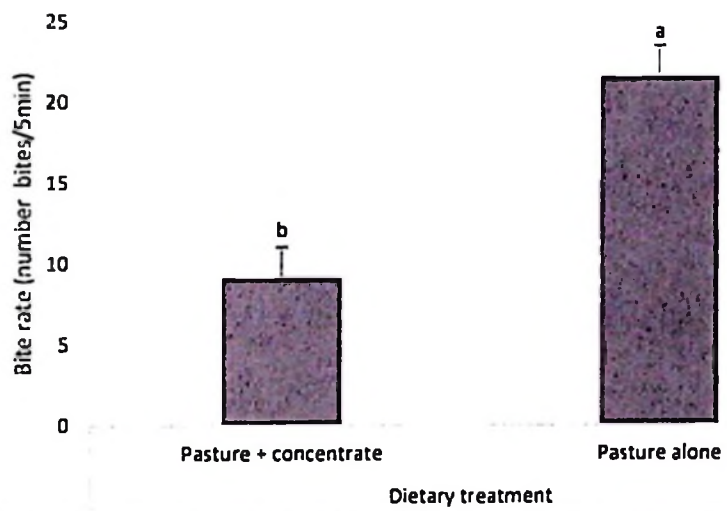 25
20
15
10
5
0
Bite rate (number bites/5min)
b
a
Pasture + concentrate
Pasture alone
Dietary treatment